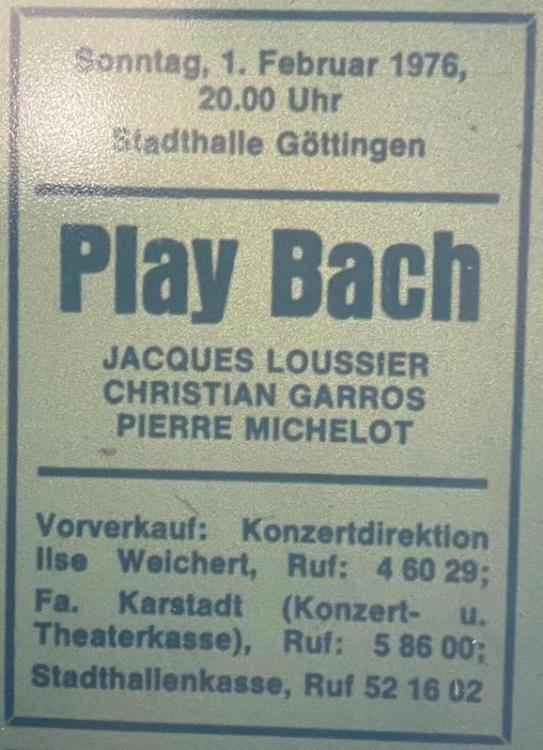 Sonntag, 1. Februar 1976,
20.00 Uhr
Stadthalle Göttingen
Play Bach
JACQUES LOUSSIER
CHRISTIAN GARROS
PIERRE MICHELOT
Vorverkauf: Konzertdirektion
Ilse Weichert, Ruf: 4 60 29;
Fa. Karstadt (Konzert- u.
Theaterkasse), Ruf: 5 86 00;
Stadthallenkasse, Ruf 52 16 02